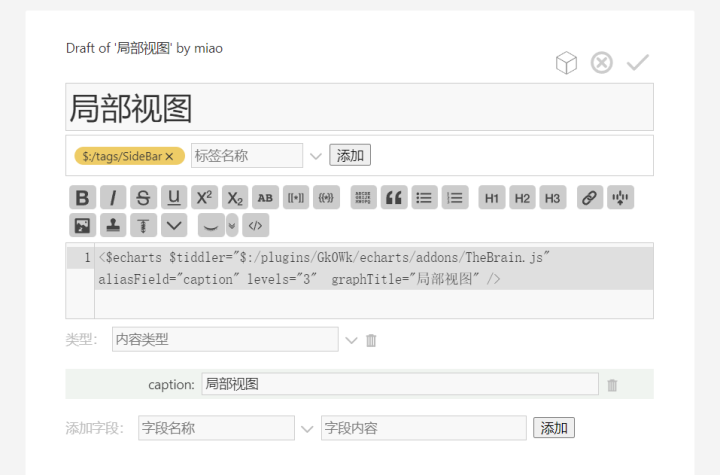 Draft of '局部视图' by miao
局部视图
$:/tags/SideBar × 标签名称 添加
B I S U X² X₂ AB [[•]] {{•}} H1 H2 H3
</>
1 <$echarts $tiddler="$:/plugins/Gk0Wk/echarts/addons/TheBrain.js"
aliasField="caption" levels="3"  graphTitle="局部视图" />
类型: 内容类型
caption: 局部视图
添加字段: 字段名称 字段内容 添加